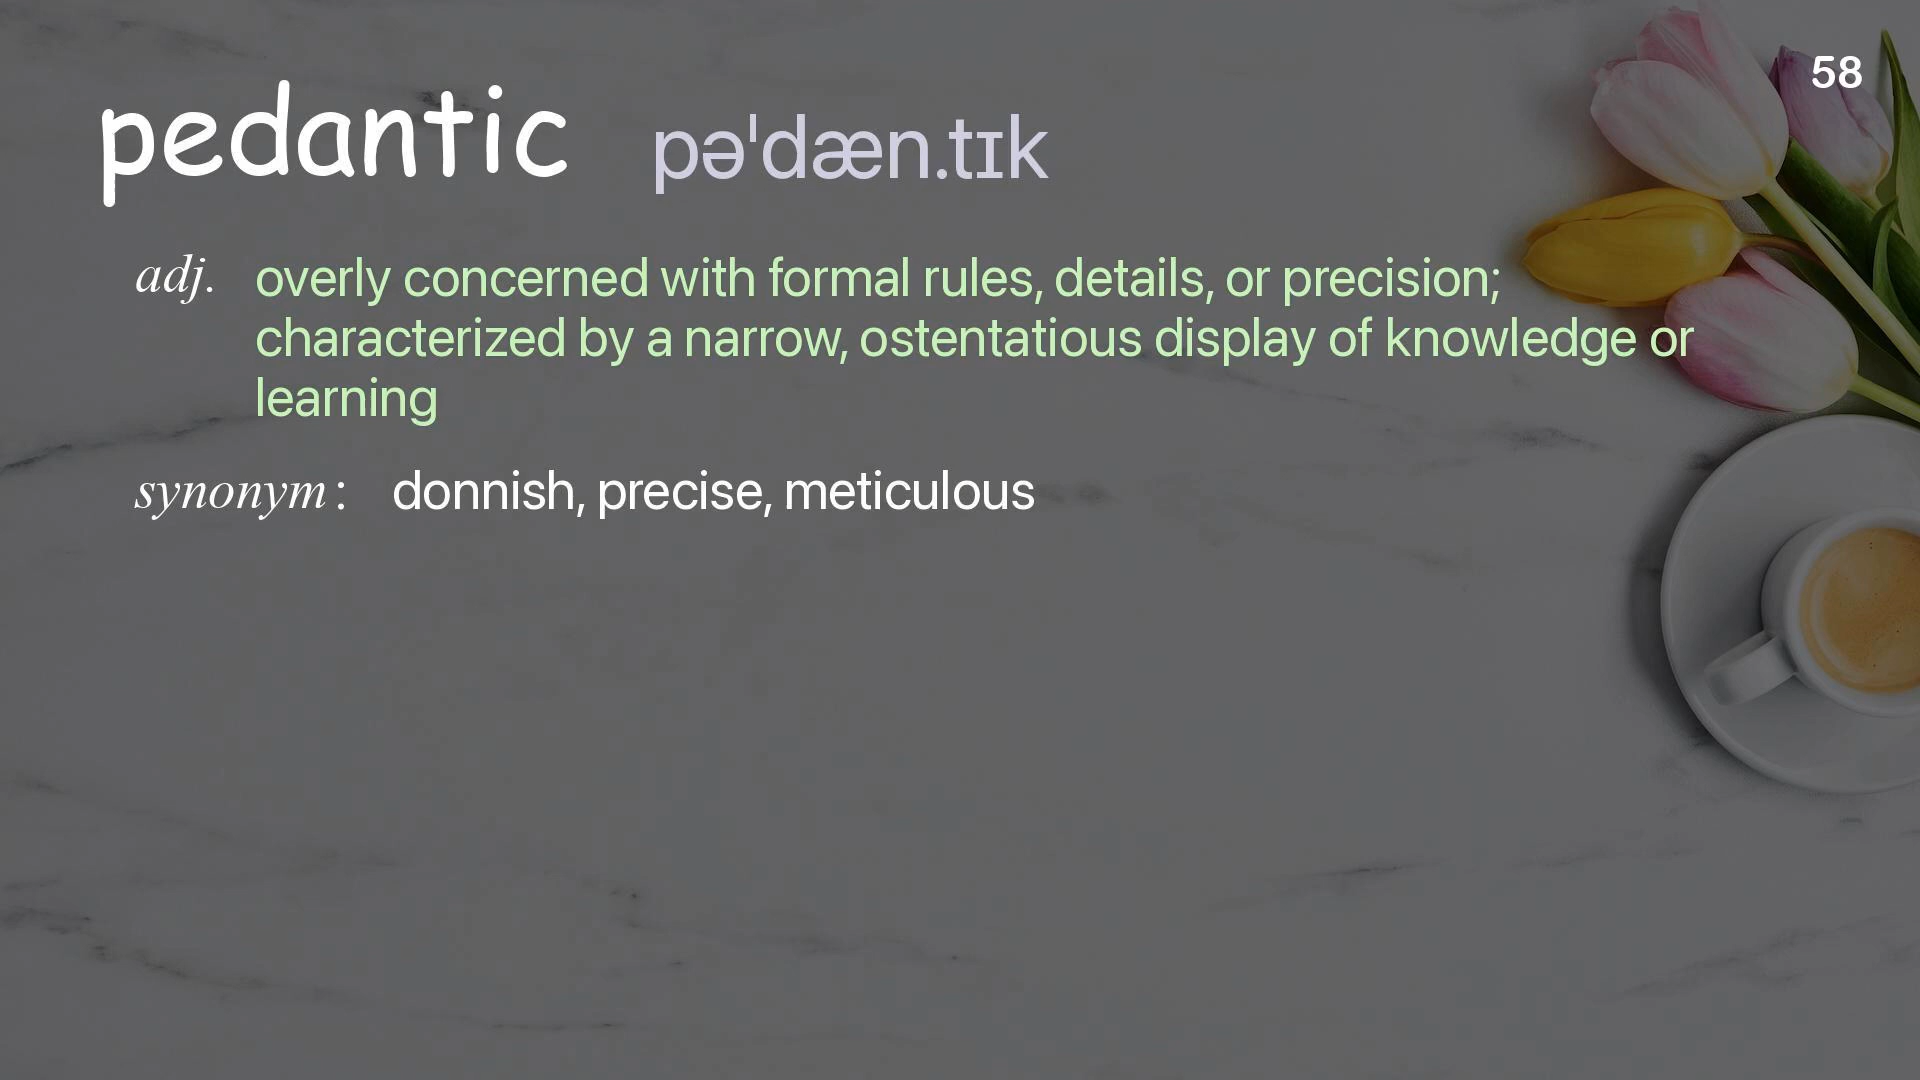 58
pedantic pəˈdæn.tɪk
adj. overly concerned with formal rules, details, or precision;
characterized by a narrow, ostentatious display of knowledge or
learning
synonym : donnish, precise, meticulous